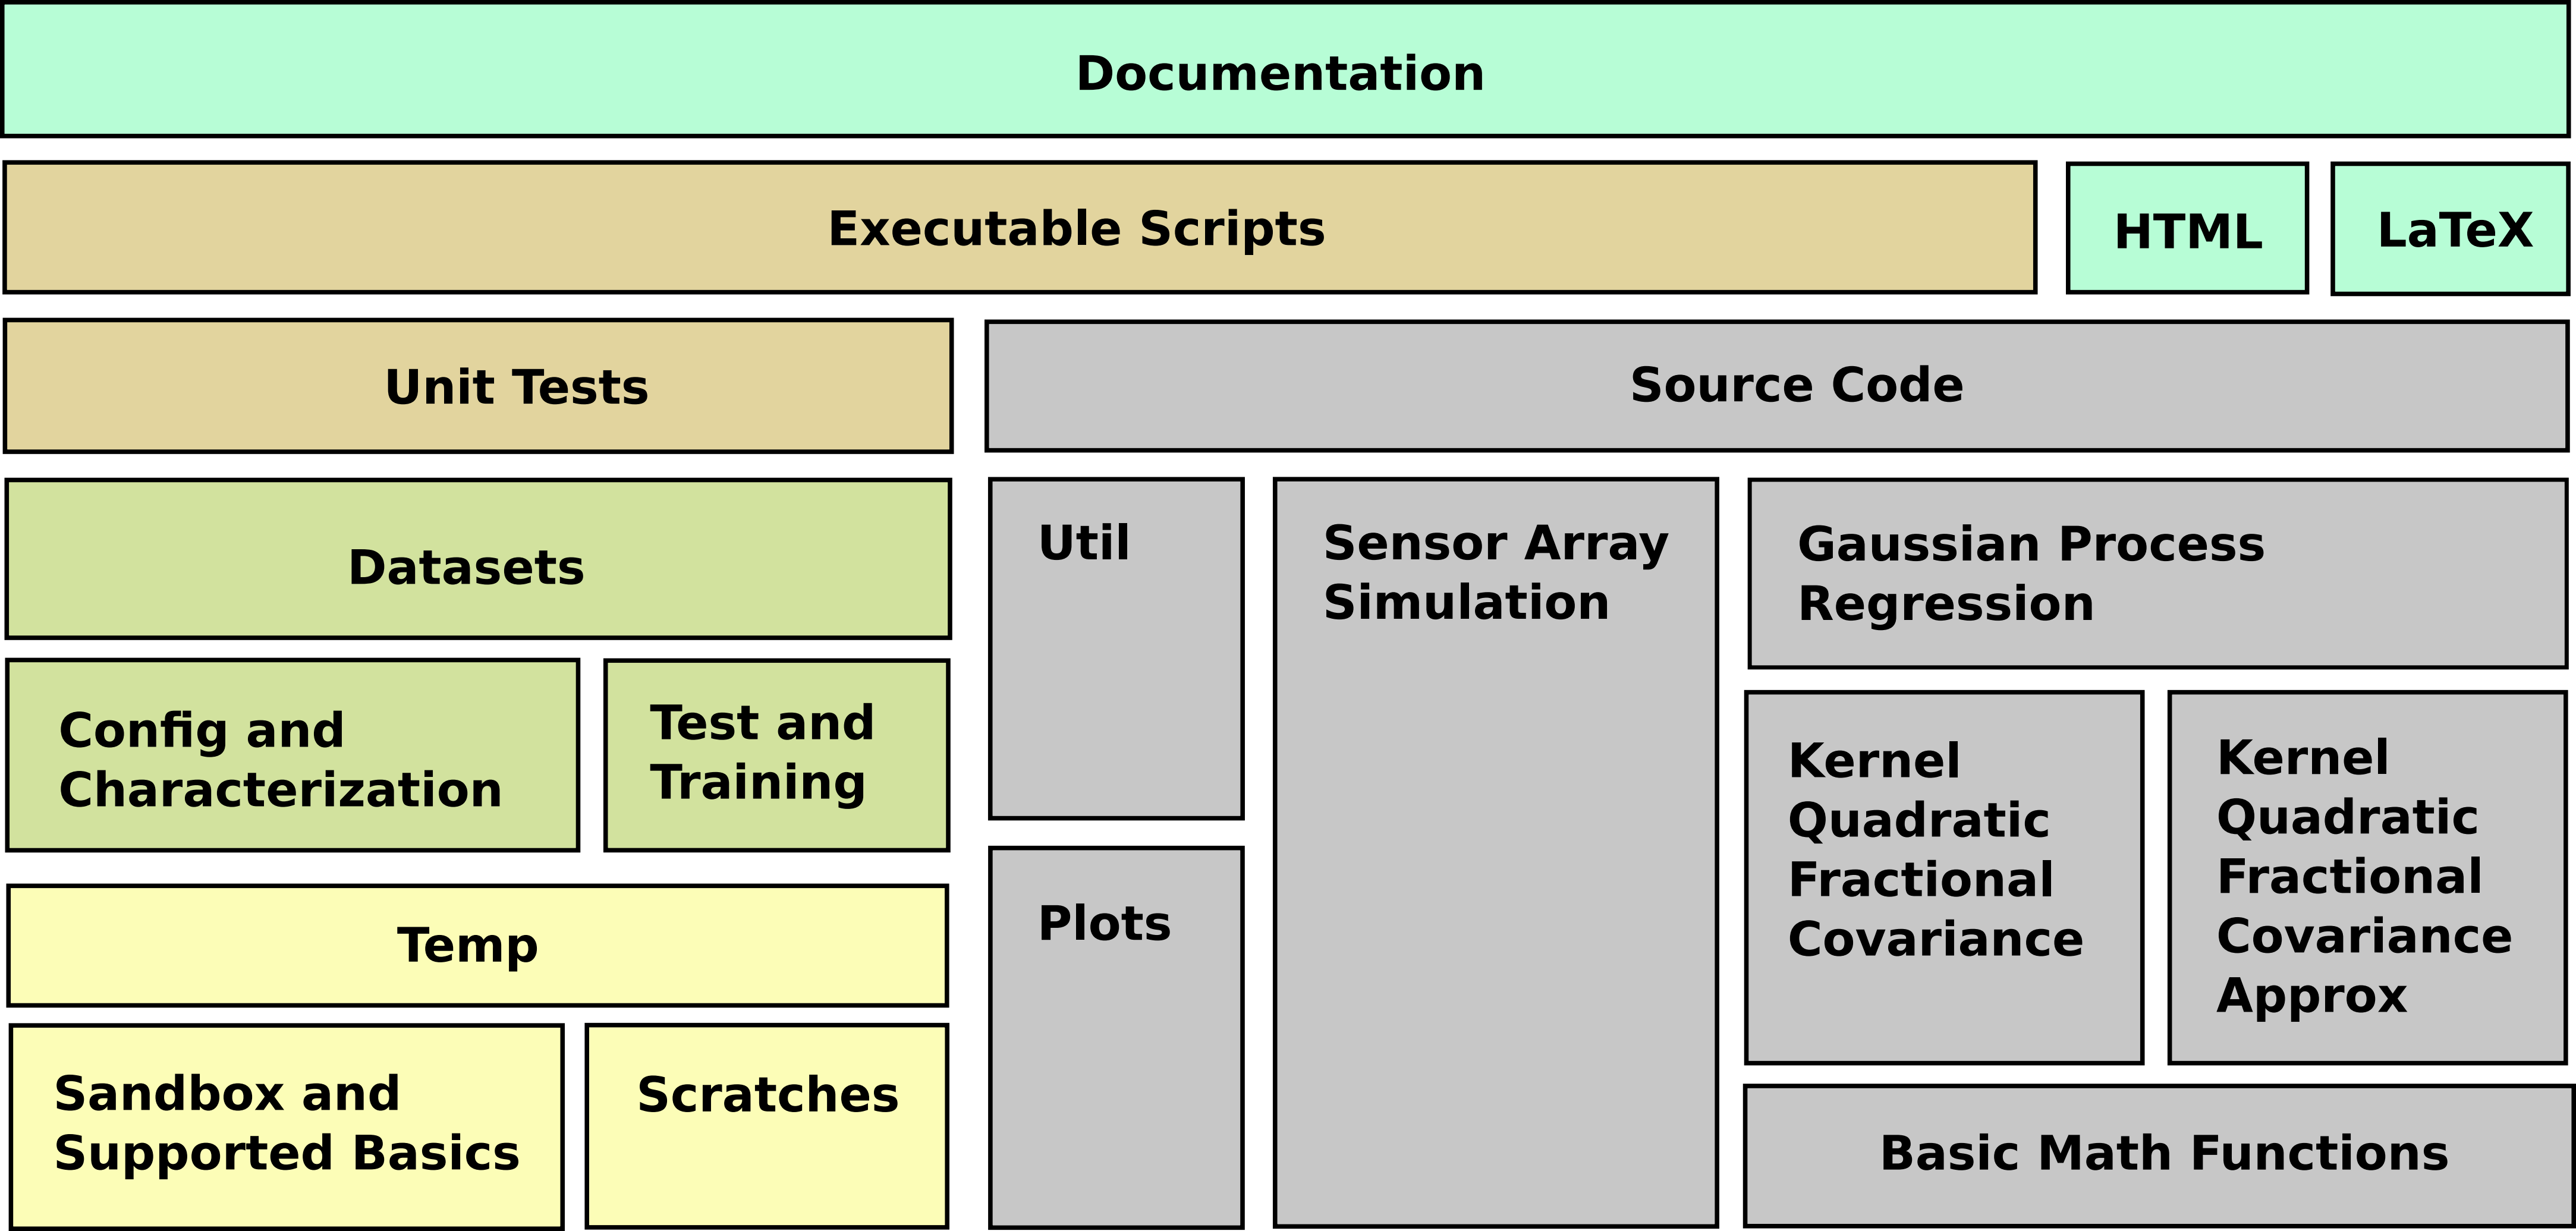 Documentation
Executable Scripts
HTML
LaTeX
Unit Tests
Source Code
Datasets
Util
Sensor Array
Simulation
Gaussian Process
Regression
Config and
Characterization
Test and
Training
Kernel
Quadratic
Fractional
Covariance
Kernel
Quadratic
Fractional
Covariance
Approx
Temp
Plots
Sandbox and
Supported Basics
Scratches
Basic Math Functions